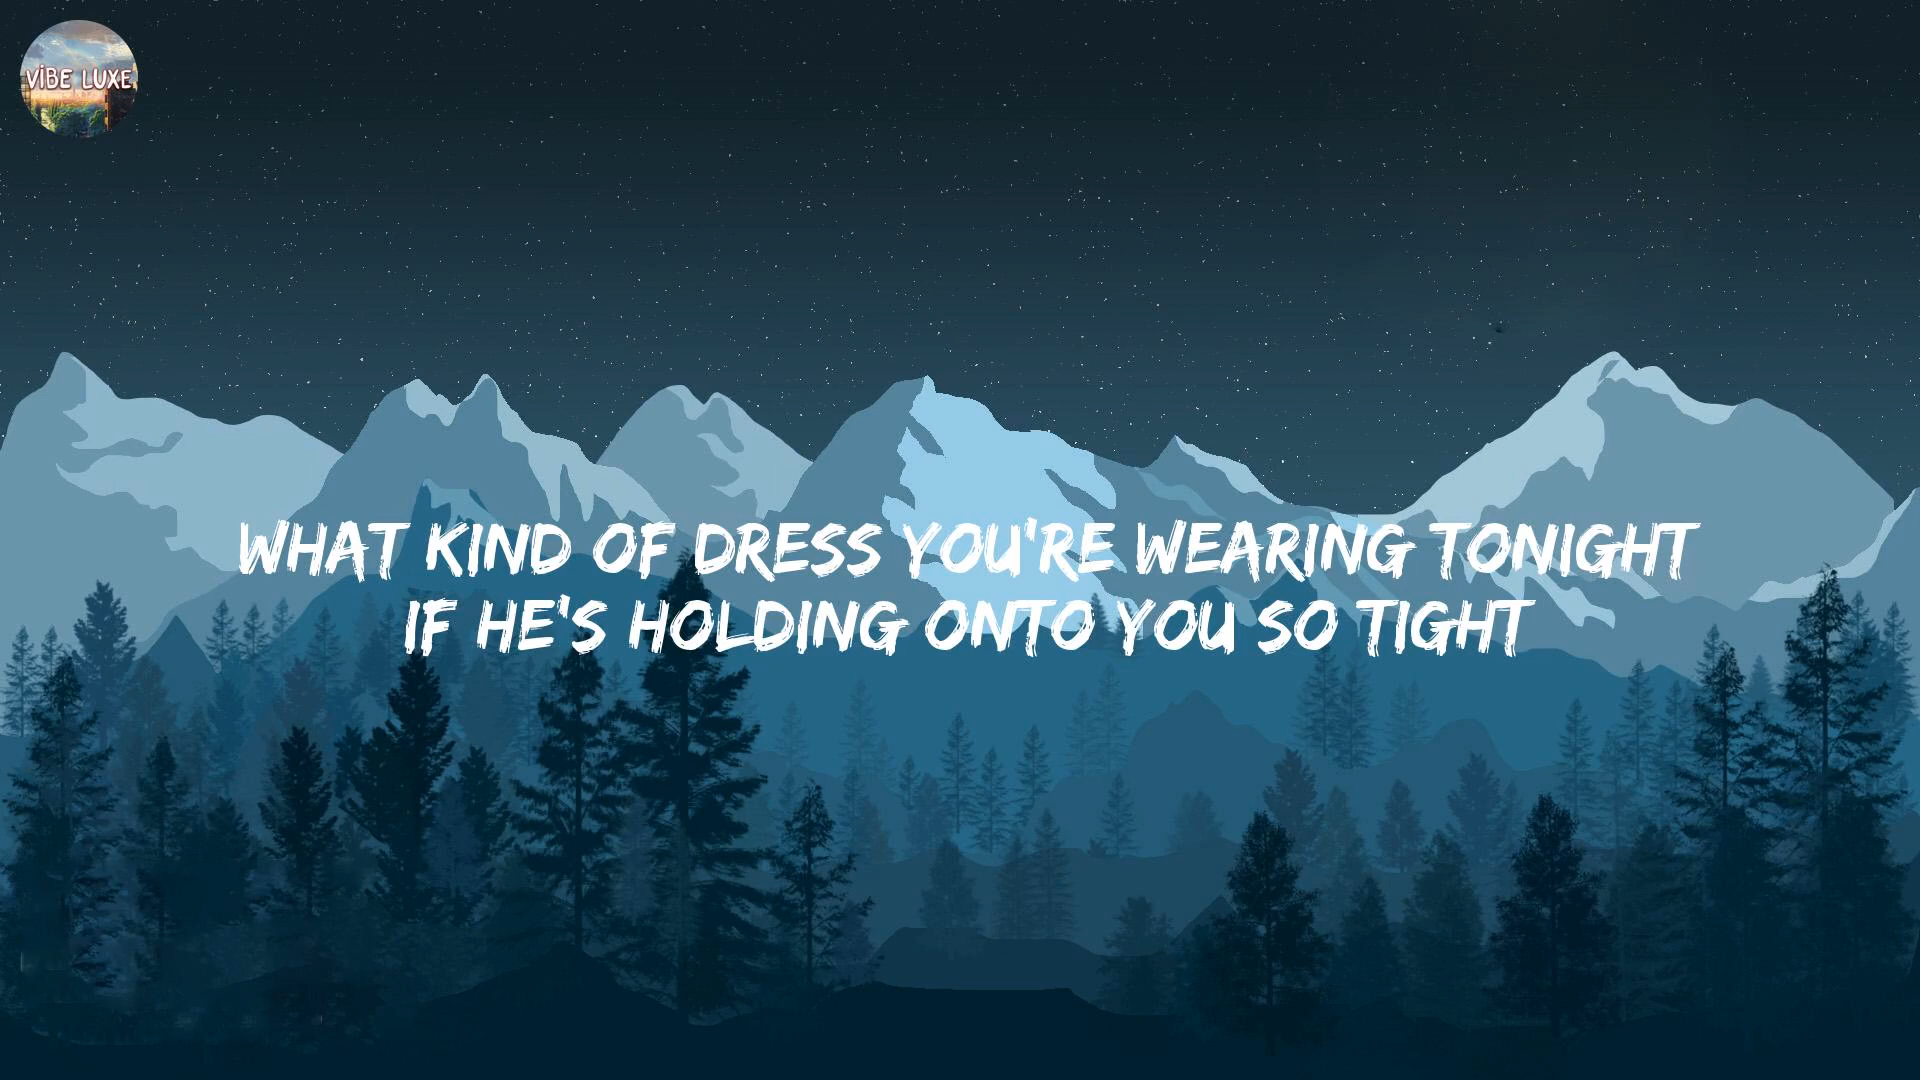 VIBE LUXE
WHAT KIND OF DRESS YOU'RE WEARING TONIGHT
IF HE'S HOLDING ONTO YOU SO TIGHT